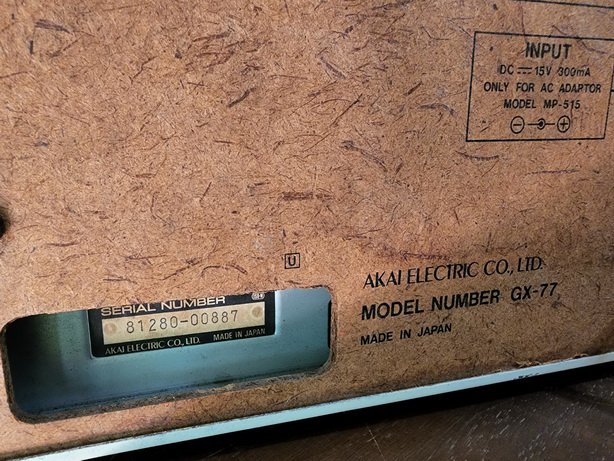 INPUT
DC ⎓ 15V 300mA
ONLY FOR AC ADAPTOR
MODEL MP-515
U
AKAI ELECTRIC CO., LTD.
MODEL NUMBER GX-77
MADE IN JAPAN
SERIAL NUMBER
81280-00887
AKAI ELECTRIC CO., LTD. MADE IN JAPAN